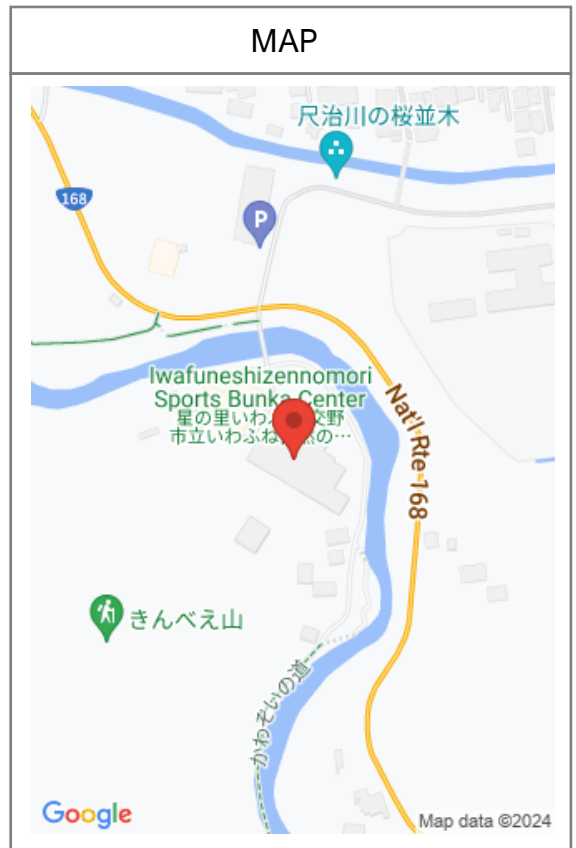 MAP
尺治川の桜並木
168
P
Iwafuneshizennomori
Sports Bunka Center
星の里いわ 交野
市立いわふね の…
Nat'l Rte 168
きんべえ山
かわぞいの道
Google
Map data ©2024